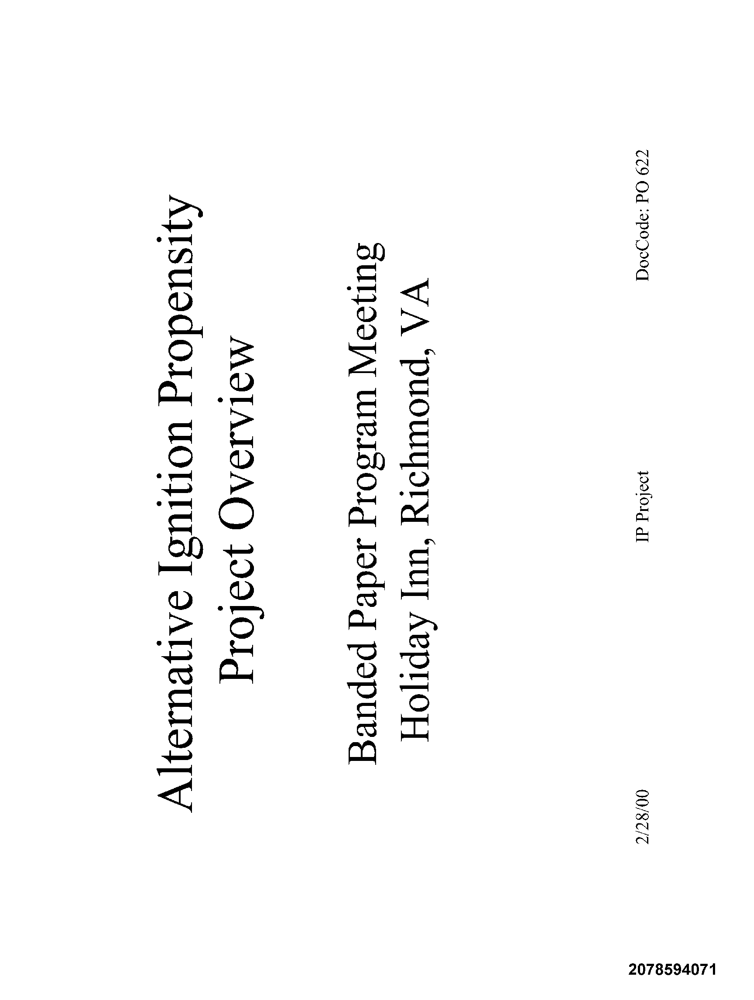 Alternative Ignition Propensity
Project Overview
Banded Paper Program Meeting
Holiday Inn, Richmond, VA
2/28/00
IP Project
DocCode: PO 622
2078594071